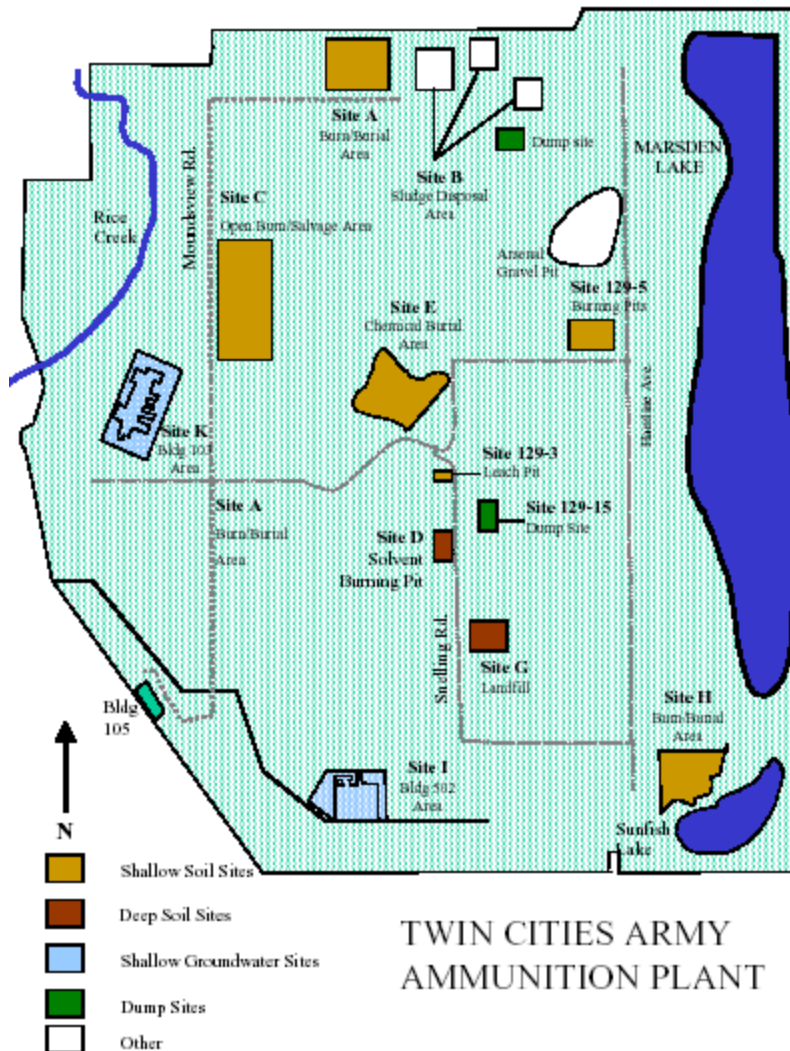 Site A
Burn/Burial
Area
Dump site
MARSDEN
LAKE
Site B
Sludge Disposal
Area
Moundsview Rd.
Site C
Open Burn/Salvage Area
Rice
Creek
Arsenal
Gravel Pit
Site 129-5
Burning Pits
Site E
Chemical Burial
Area
Hamline Ave.
Site K
Bldg 103
Area
Site 129-3
Leach Pit
Site A
Burn/Burial
Area
Site 129-15
Dump Site
Site D
Solvent
Burning Pit
Snelling Rd.
Site G
Landfill
Bldg
105
Site H
Burn/Burial
Area
Site I
Bldg 502
Area
Sunfish
Lake
N
Shallow Soil Sites
Deep Soil Sites
Shallow Groundwater Sites
Dump Sites
Other
TWIN CITIES ARMY
AMMUNITION PLANT